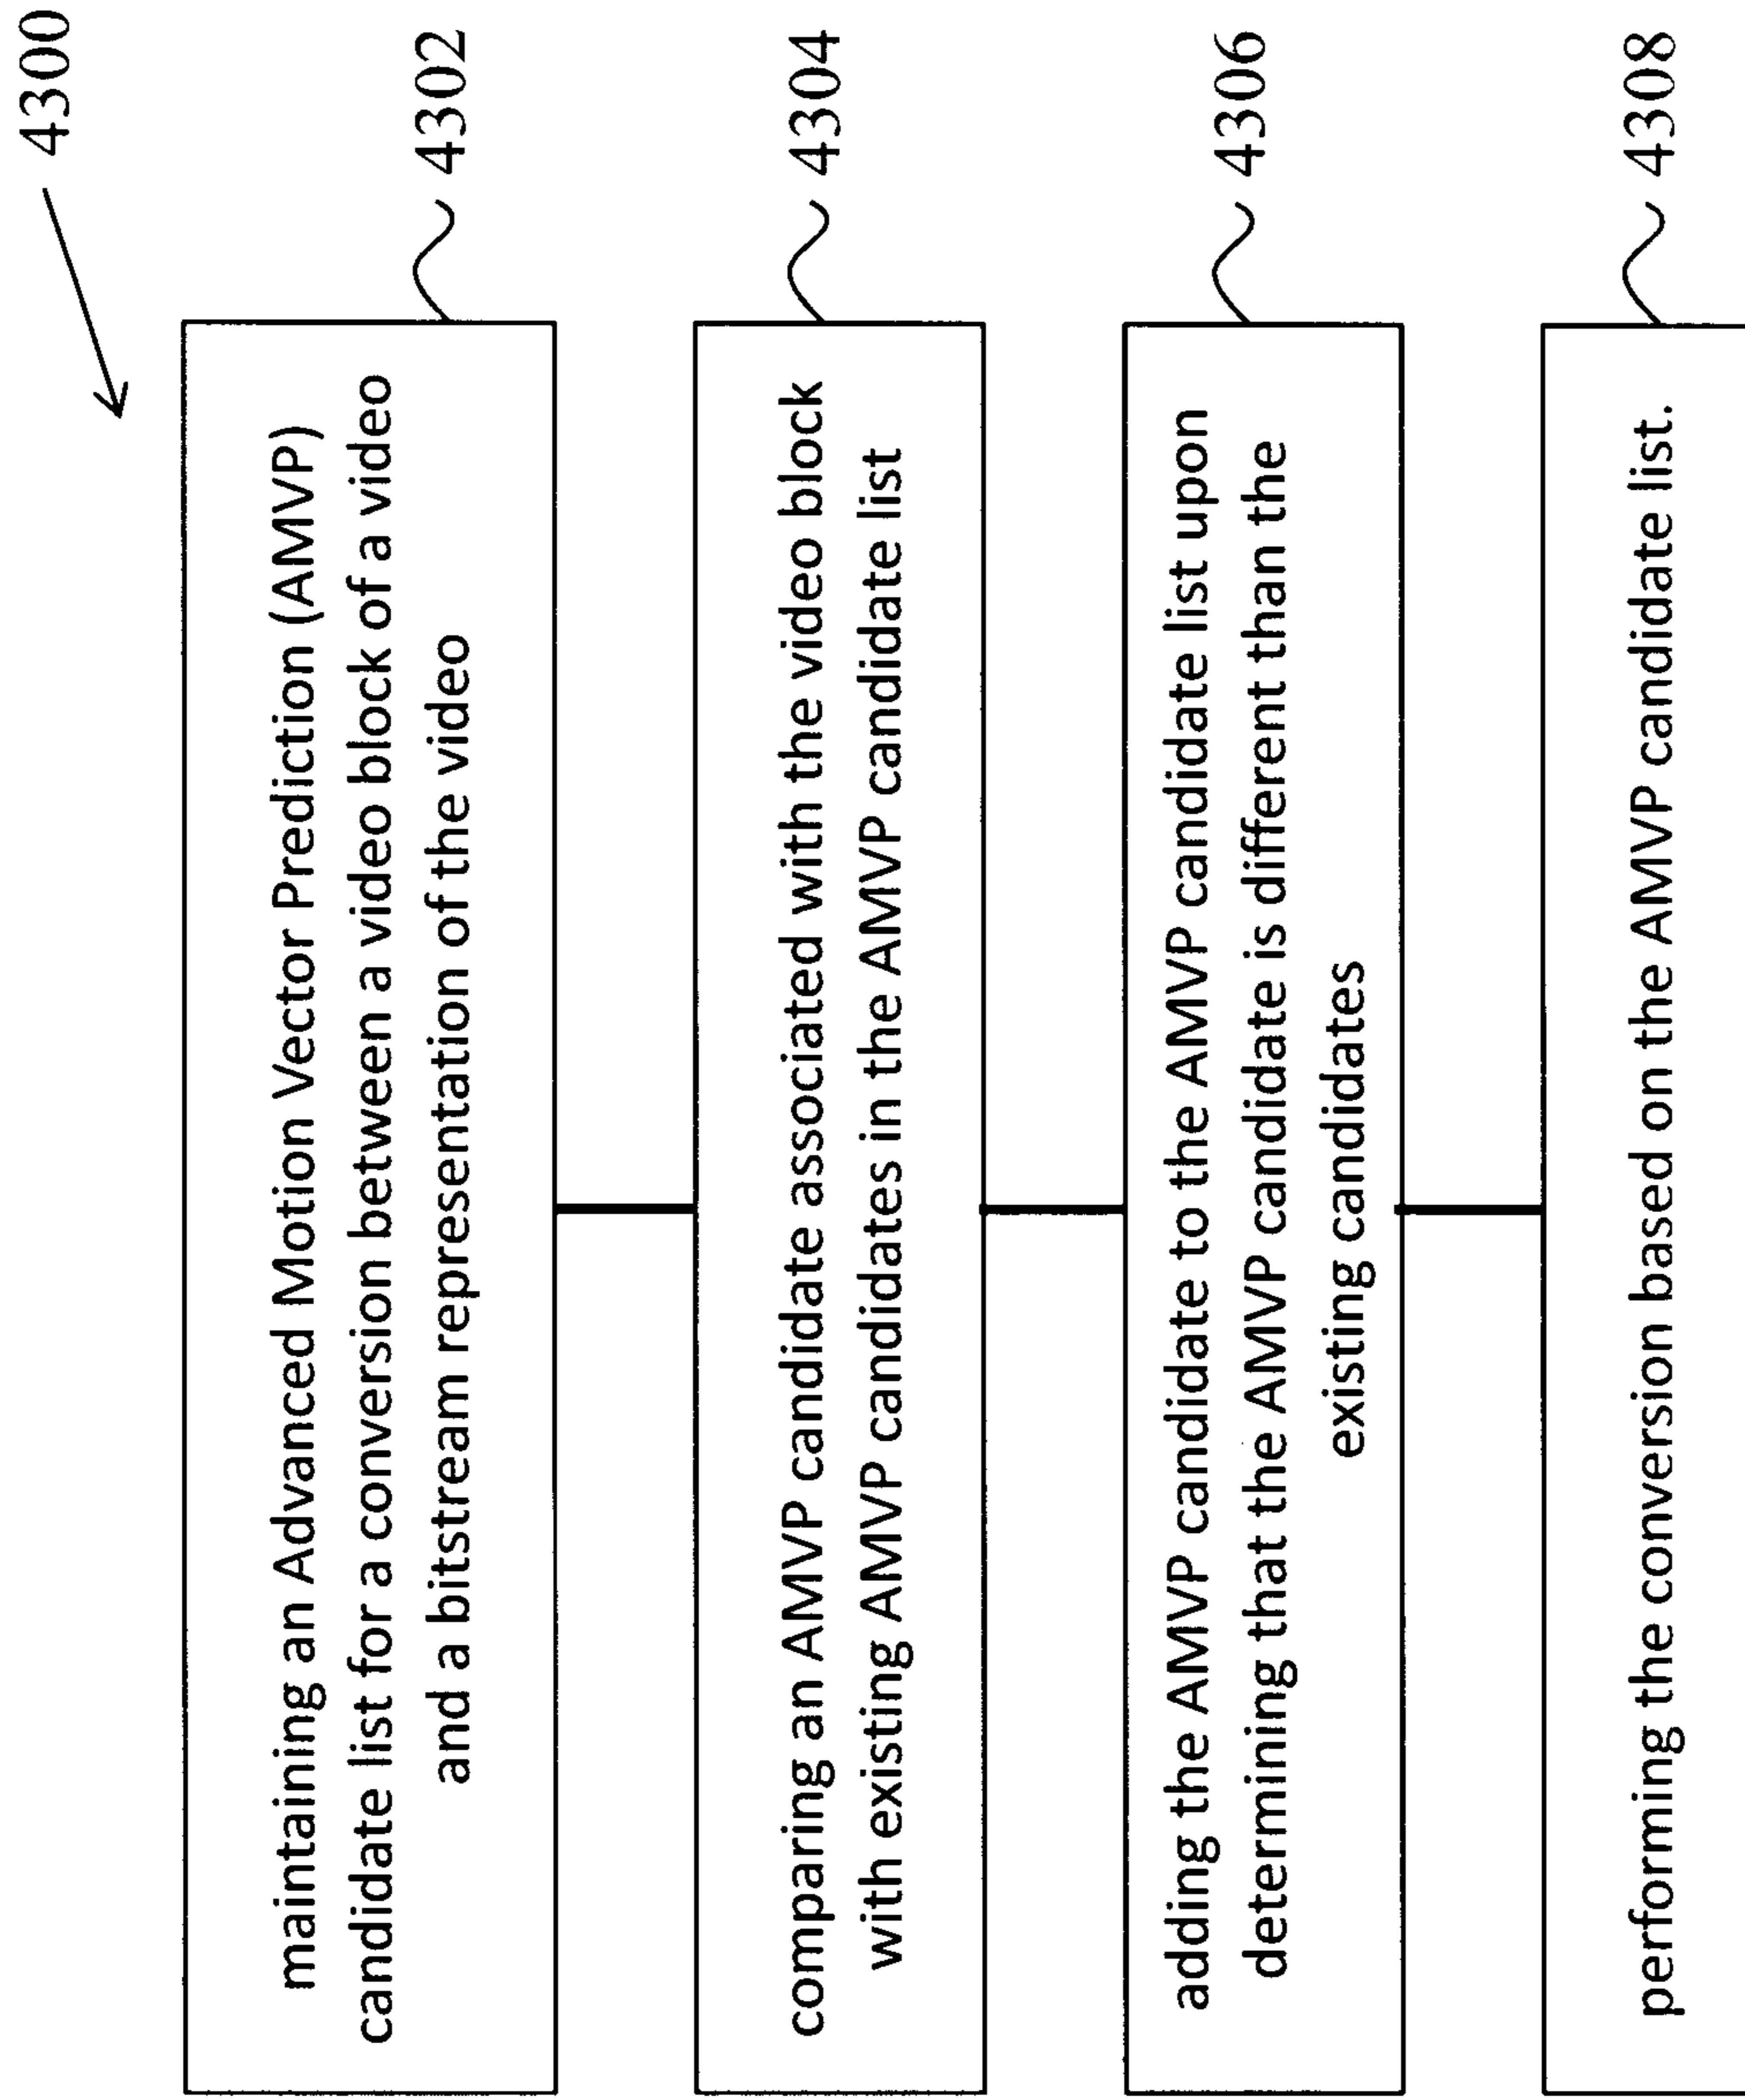 4300
maintaining an Advanced Motion Vector Prediction (AMVP)
candidate list for a conversion between a video block of a video
and a bitstream representation of the video
4302
comparing an AMVP candidate associated with the video block
with existing AMVP candidates in the AMVP candidate list
4304
adding the AMVP candidate to the AMVP candidate list upon
determining that the AMVP candidate is different than the
existing candidates
4306
performing the conversion based on the AMVP candidate list.
4308